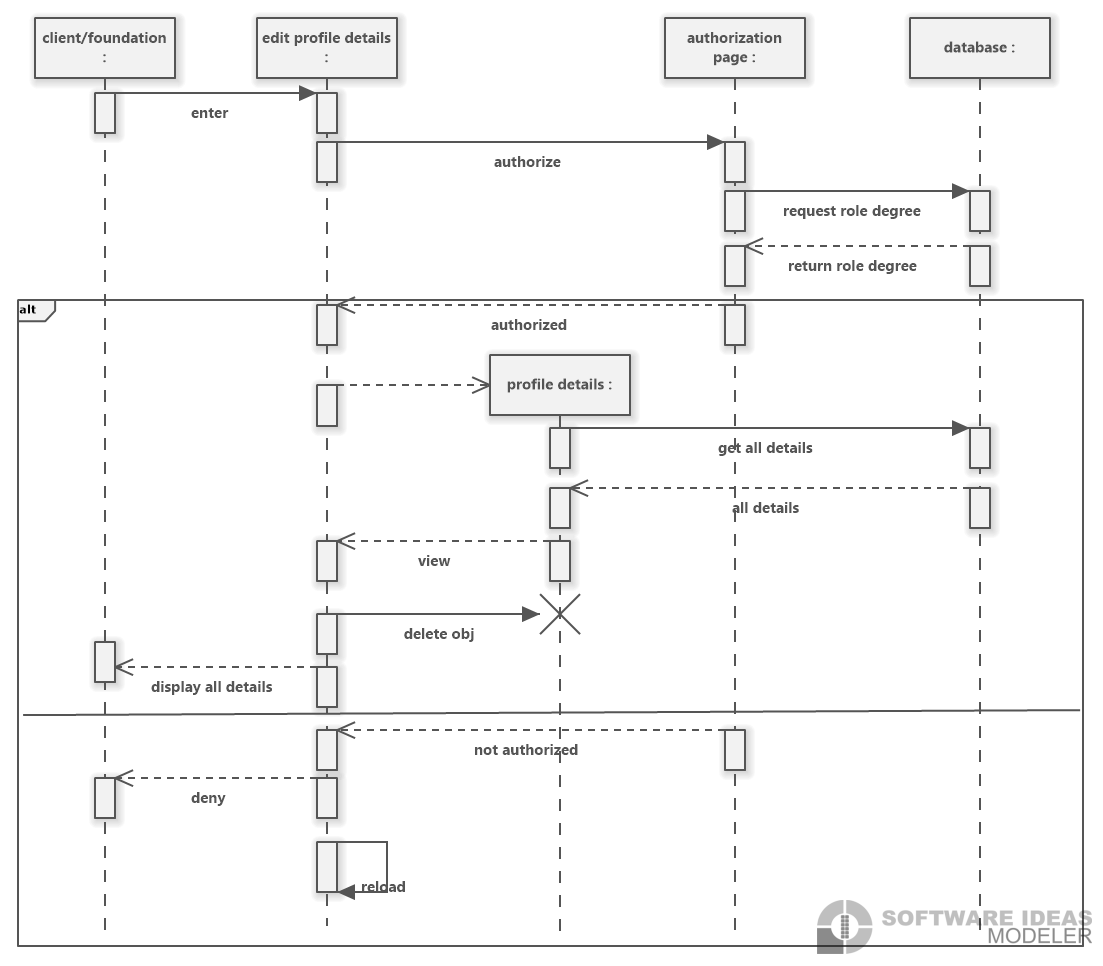 client/foundation
:
edit profile details
:
authorization
page :
database :
enter
authorize
request role degree
return role degree
alt
authorized
profile details :
get all details
all details
view
delete obj
display all details
not authorized
deny
reload
SOFTWARE IDEAS
MODELER